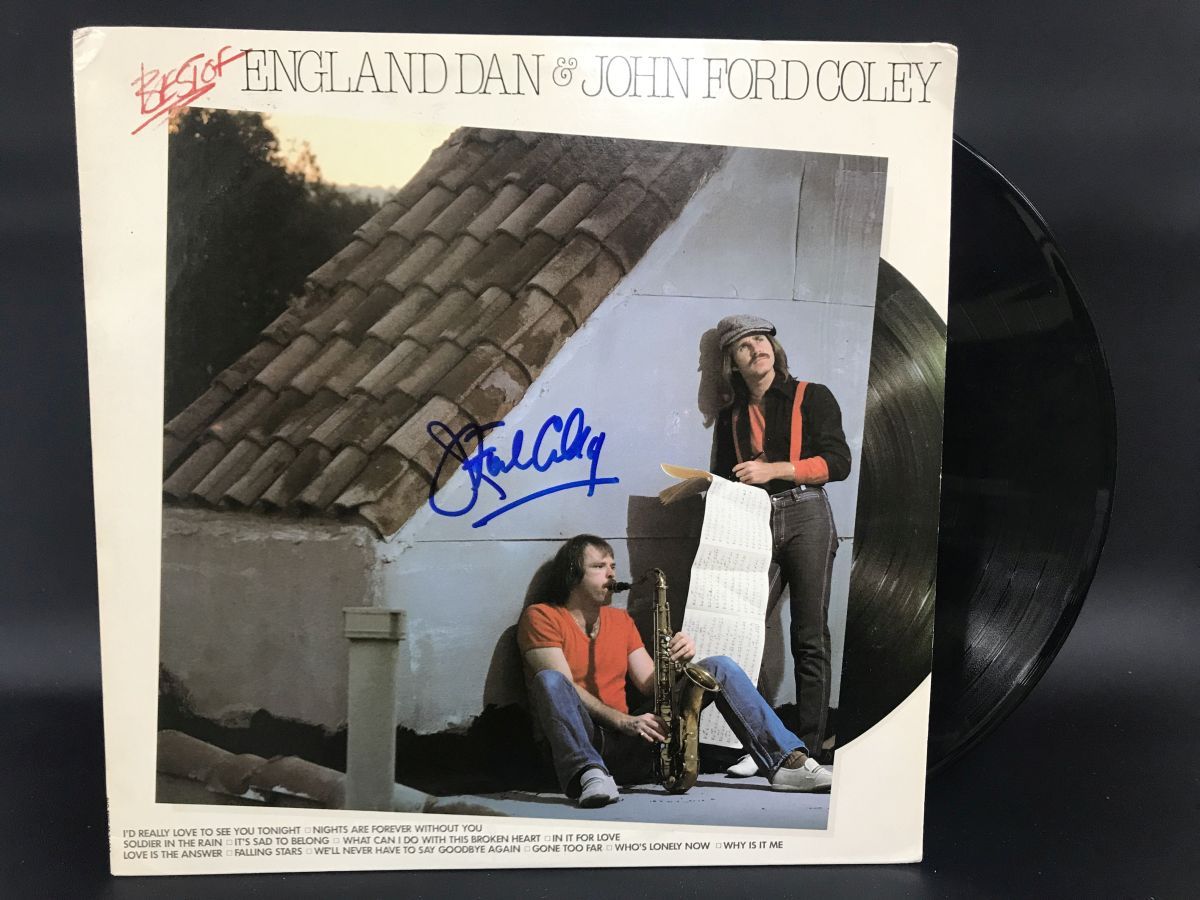 BEST OF ENGLAND DAN & JOHN FORD COLEY
J Ford Coley
I'D REALLY LOVE TO SEE YOU TONIGHT □ NIGHTS ARE FOREVER WITHOUT YOU
SOLDIER IN THE RAIN □ IT'S SAD TO BELONG □ WHAT CAN I DO WITH THIS BROKEN HEART □ IN IT FOR LOVE
LOVE IS THE ANSWER □ FALLING STARS □ WE'LL NEVER HAVE TO SAY GOODBYE AGAIN □ GONE TOO FAR □ WHO'S LONELY NOW □ WHY IS IT ME